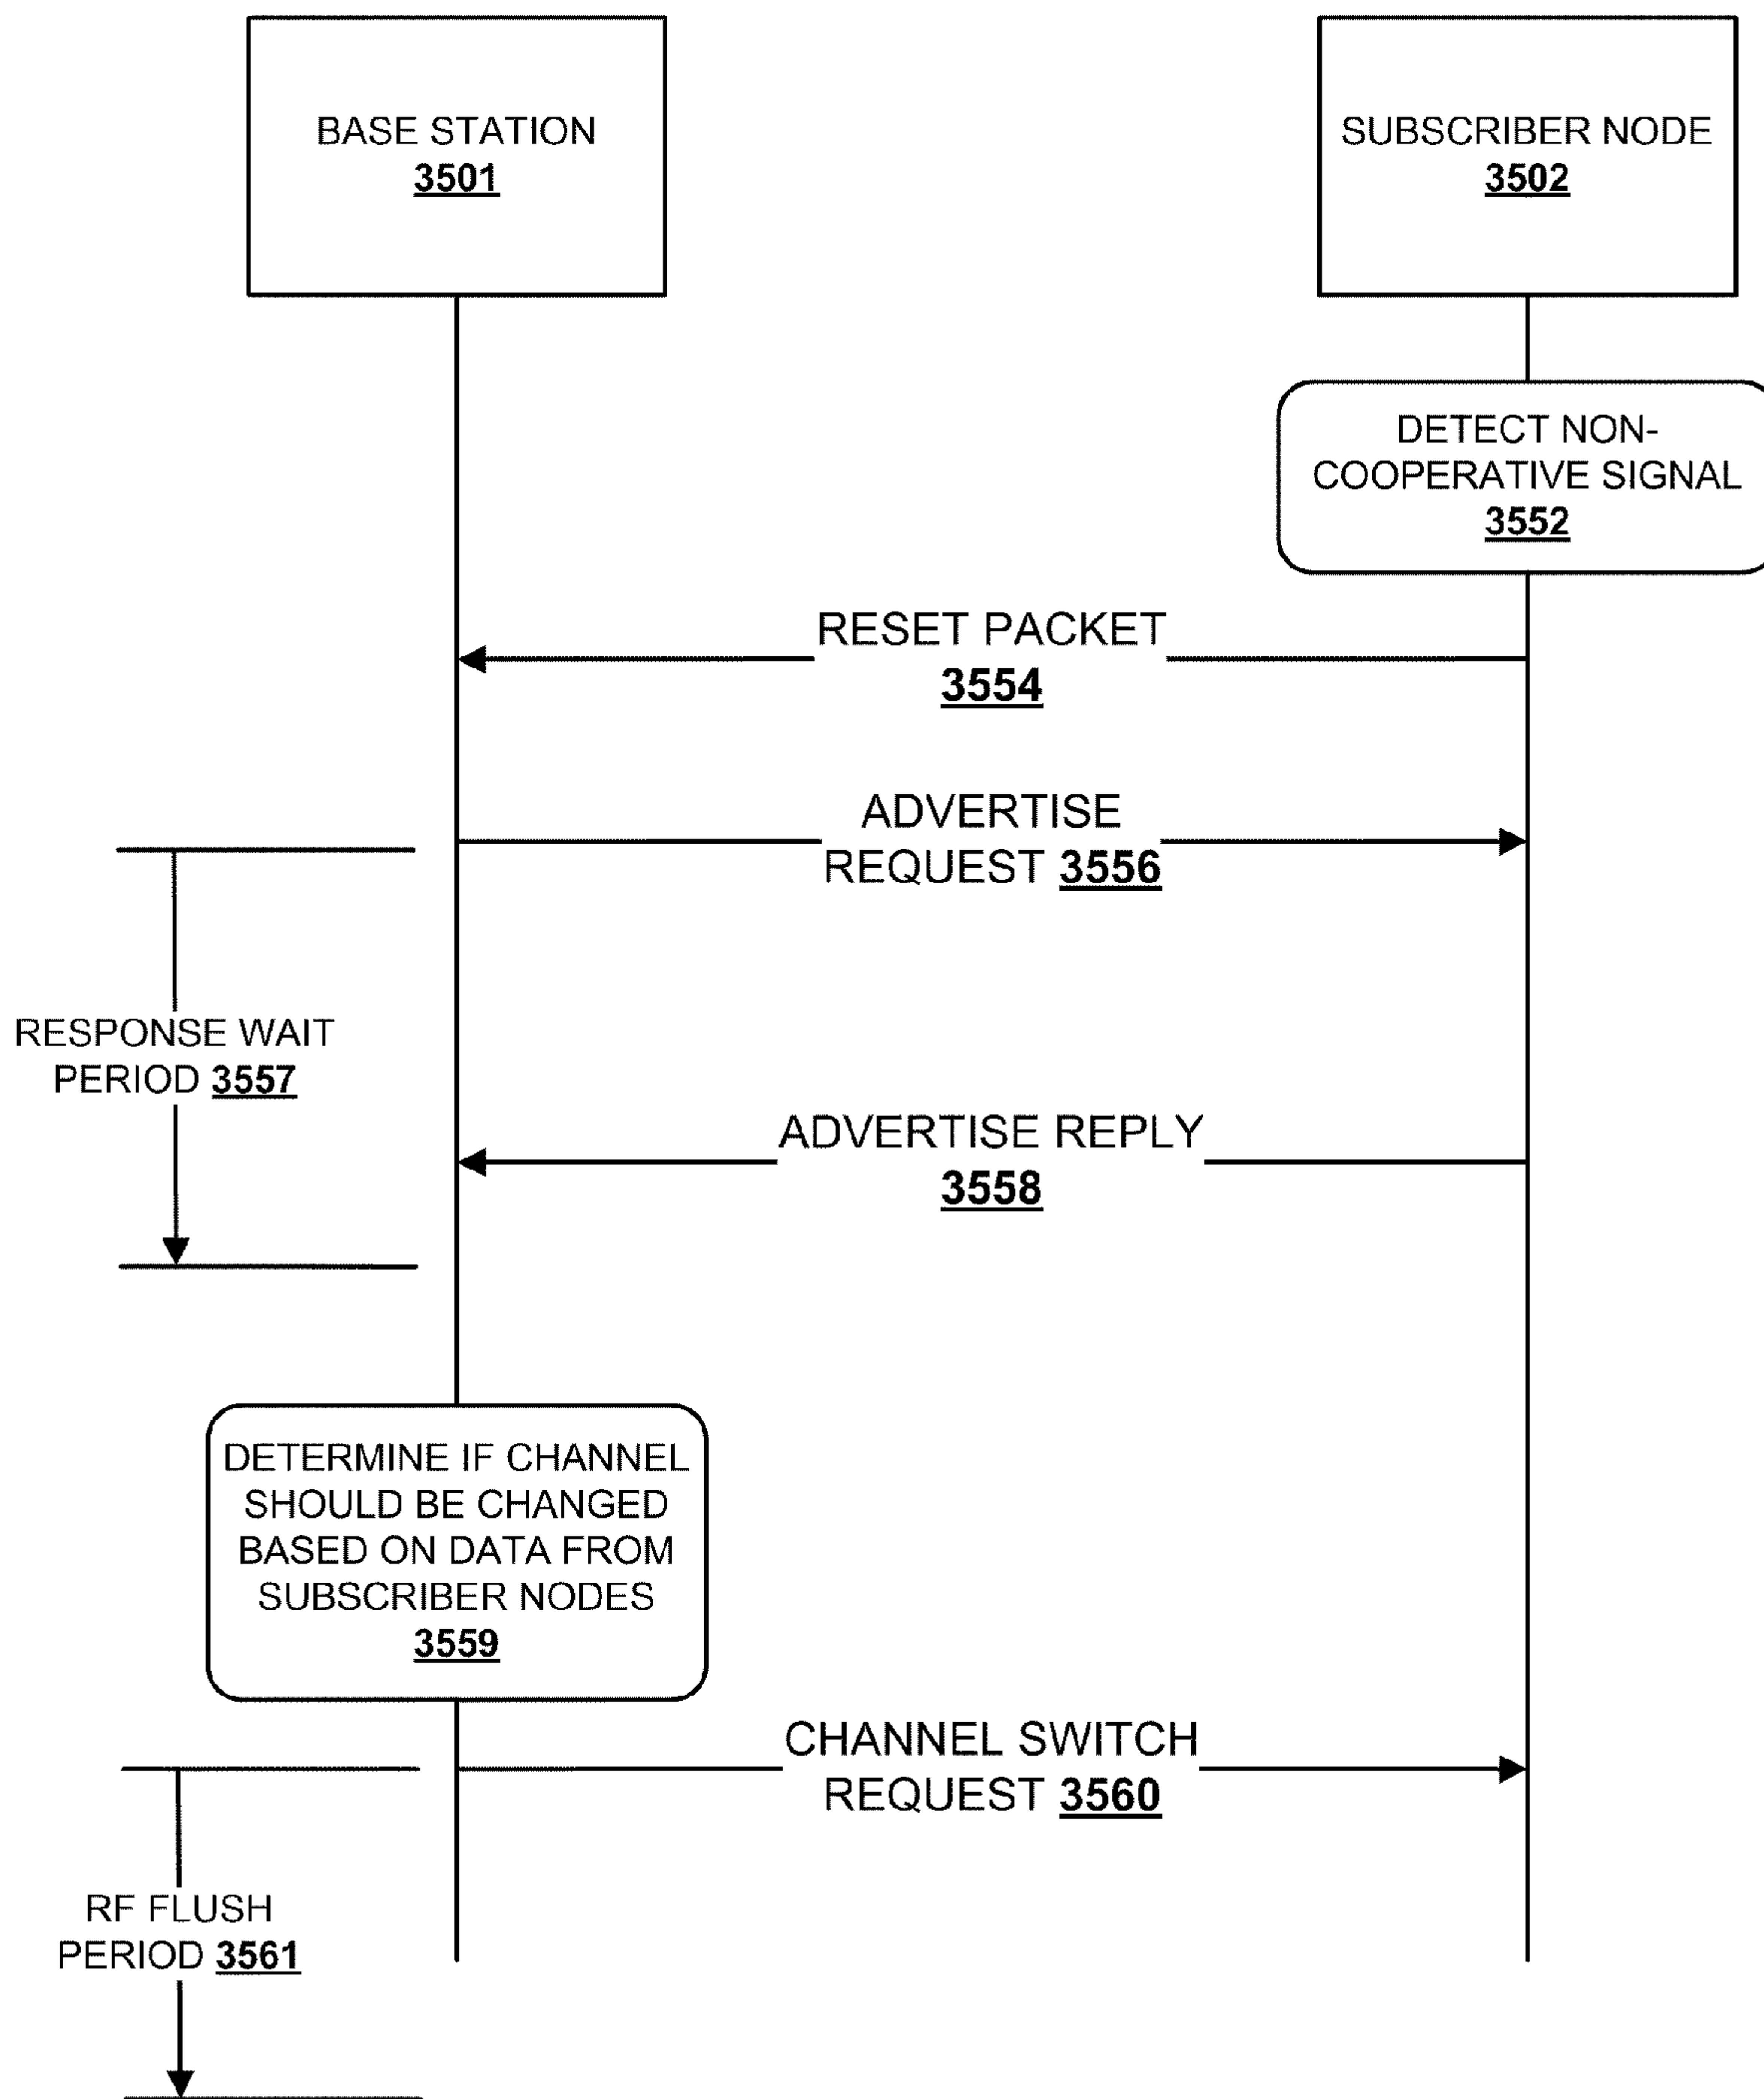 BASE STATION
3501
SUBSCRIBER NODE
3502
DETECT NON-
COOPERATIVE SIGNAL
3552
RESET PACKET
3554
ADVERTISE
REQUEST 3556
RESPONSE WAIT
PERIOD 3557
ADVERTISE REPLY
3558
DETERMINE IF CHANNEL
SHOULD BE CHANGED
BASED ON DATA FROM
SUBSCRIBER NODES
3559
CHANNEL SWITCH
REQUEST 3560
RF FLUSH
PERIOD 3561